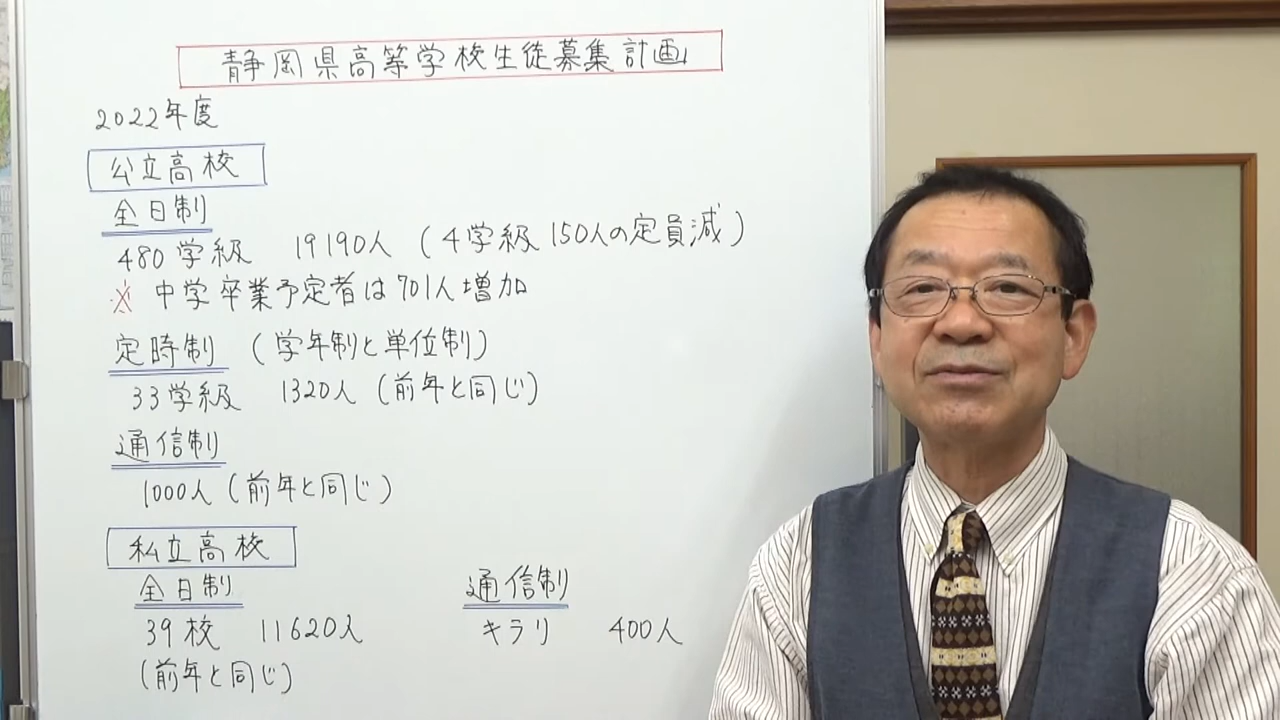 静岡県高等学校生徒募集計画
2022年度
公立高校
全日制
480学級 19190人 (4学級 150人の定員減)
※ 中学卒業予定者は701人増加
定時制 (学年制と単位制)
33学級 1320人 (前年と同じ)
通信制
1000人 (前年と同じ)
私立高校
全日制
39校 11620人
(前年と同じ)
通信制
キラリ 400人